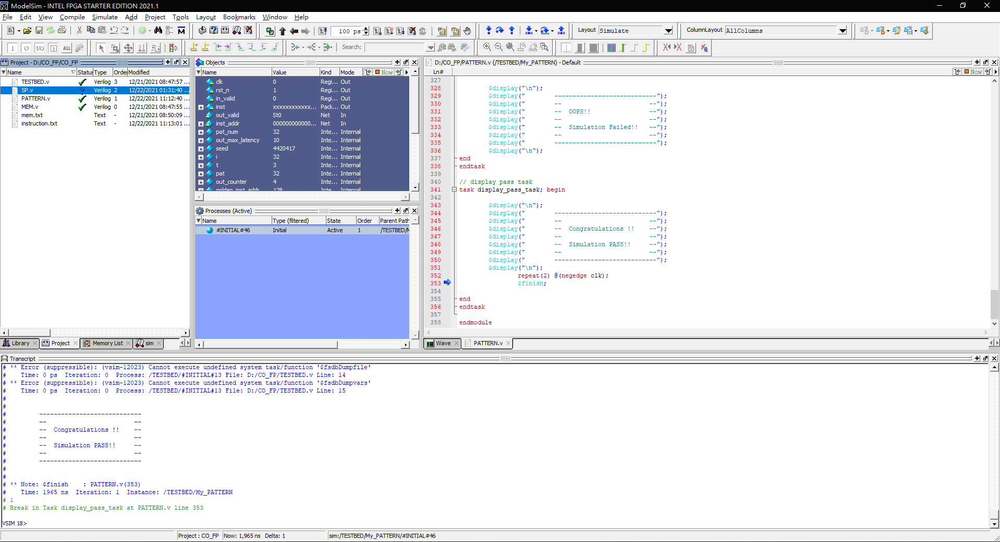 ModelSim - INTEL FPGA STARTER EDITION 2021.1
File Edit View Compile Simulate Add Project Tools Layout Bookmarks Window Help
100 ps
Layout Simulate
ColumnLayout AllColumns
Search:
Project - D:/CO_FP/CO_FP
Name Status Type Order Modified
TESTBED.v Verilog 3 12/21/2021 08:47:57 ...
SP.v ? Verilog 2 12/22/2021 01:31:40 ...
PATTERN.v Verilog 1 12/22/2021 11:12:40 ...
MEM.v Verilog 0 12/21/2021 08:47:55 ...
mem.txt Text - 12/21/2021 08:50:09 ...
instruction.txt Text - 12/22/2021 11:13:01 ...
Library Project Memory List sim
Objects
Name Value Kind Mode Now
clk 0 Regi... Out
rst_n 1 Regi... Out
in_valid 0 Regi... Out
inst xxxxxxxxxxxx... Pack... Out
out_valid St0 Net In
inst_addr 000000000000... Net In
pat_num 32 Inte... Internal
out_max_latency 10 Inte... Internal
seed 4420417 Inte... Internal
i 32 Inte... Internal
t 3 Inte... Internal
pat 32 Inte... Internal
out_counter 4 Inte... Internal
golden_inst_addr 128 Inte... Internal
Processes (Active)
Name Type (filtered) State Order Parent Path
#INITIAL#46 Initial Active 1 /TESTBED/M
D:/CO_FP/PATTERN.v (/TESTBED/My_PATTERN) - Default
Ln# Now
327
328 $display("\n");
329 $display("        ----------------------------");
330 $display("        --                        --");
331 $display("        --  OOPS!!                --");
332 $display("        --                        --");
333 $display("        --  Simulation Failed!!   --");
334 $display("        --                        --");
335 $display("        ----------------------------");
336 $display("\n");
337 end
338 endtask
339
340 // display pass task
341 task display_pass_task; begin
342
343 $display("\n");
344 $display("        ----------------------------");
345 $display("        --                        --");
346 $display("        --  Congratulations !!    --");
347 $display("        --                        --");
348 $display("        --  Simulation PASS!!     --");
349 $display("        --                        --");
350 $display("        ----------------------------");
351 $display("\n");
352 repeat(2) @(negedge clk);
353 $finish;
354
355 end
356 endtask
357
358 endmodule
Wave PATTERN.v
Transcript
# ** Error (suppressible): (vsim-12023) Cannot execute undefined system task/function '$fsdbDumpfile'
#    Time: 0 ps  Iteration: 0  Process: /TESTBED/#INITIAL#13 File: D:/CO_FP/TESTBED.v Line: 14
# ** Error (suppressible): (vsim-12023) Cannot execute undefined system task/function '$fsdbDumpvars'
#    Time: 0 ps  Iteration: 0  Process: /TESTBED/#INITIAL#13 File: D:/CO_FP/TESTBED.v Line: 15
#
#
#         ----------------------------
#         --                        --
#         --  Congratulations !!    --
#         --                        --
#         --  Simulation PASS!!     --
#         --                        --
#         ----------------------------
#
#
# ** Note: $finish    : PATTERN.v(353)
#    Time: 1965 ns  Iteration: 1  Instance: /TESTBED/My_PATTERN
# 1
# Break in Task display_pass_task at PATTERN.v line 353
VSIM 18>
Project : CO_FP Now: 1,965 ns Delta: 1 sim:/TESTBED/My_PATTERN/#INITIAL#46